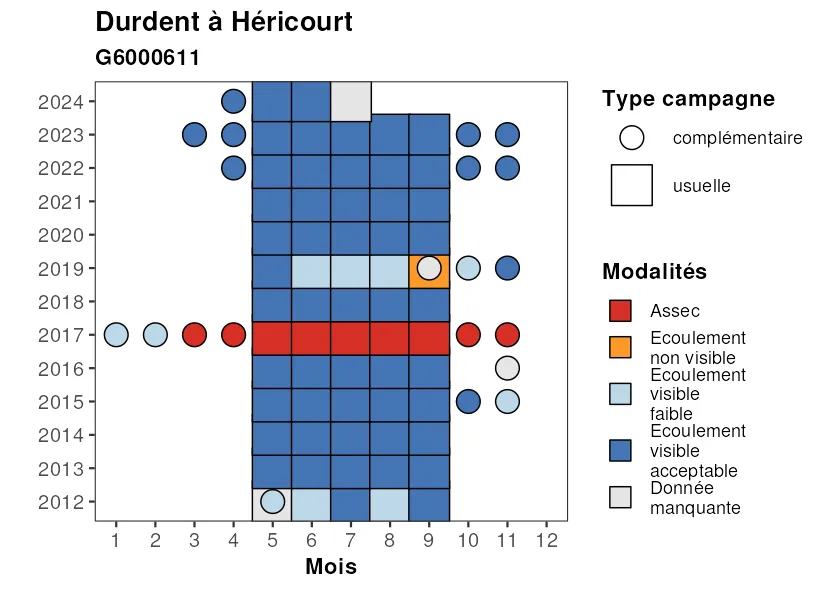 Durdent à Héricourt
G6000611
2024
2023
2022
2021
2020
2019
2018
2017
2016
2015
2014
2013
2012
1 2 3 4 5 6 7 8 9 10 11 12
Mois
Type campagne
complémentaire
usuelle
Modalités
Assec
Ecoulement
non visible
Ecoulement
visible
faible
Ecoulement
visible
acceptable
Donnée
manquante